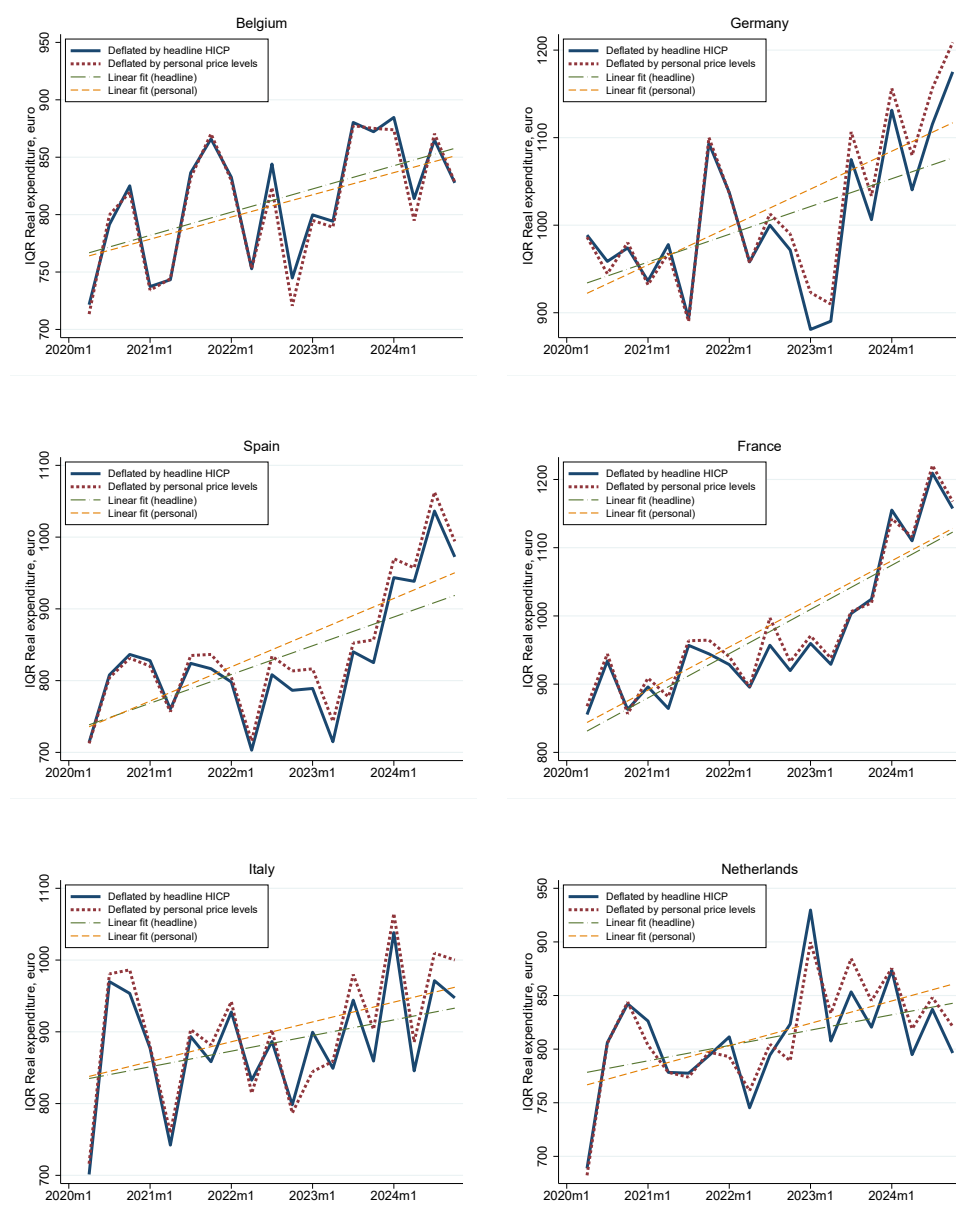 Belgium
IQR Real expenditure, euro
950
900
850
800
750
700
Deflated by headline HICP
Deflated by personal price levels
Linear fit (headline)
Linear fit (personal)
2020m1 2021m1 2022m1 2023m1 2024m1
Germany
IQR Real expenditure, euro
1200
1100
1000
900
Deflated by headline HICP
Deflated by personal price levels
Linear fit (headline)
Linear fit (personal)
2020m1 2021m1 2022m1 2023m1 2024m1
Spain
IQR Real expenditure, euro
1100
1000
900
800
700
Deflated by headline HICP
Deflated by personal price levels
Linear fit (headline)
Linear fit (personal)
2020m1 2021m1 2022m1 2023m1 2024m1
France
IQR Real expenditure, euro
1200
1100
1000
900
800
Deflated by headline HICP
Deflated by personal price levels
Linear fit (headline)
Linear fit (personal)
2020m1 2021m1 2022m1 2023m1 2024m1
Italy
IQR Real expenditure, euro
1100
1000
900
800
700
Deflated by headline HICP
Deflated by personal price levels
Linear fit (headline)
Linear fit (personal)
2020m1 2021m1 2022m1 2023m1 2024m1
Netherlands
IQR Real expenditure, euro
950
900
850
800
750
700
Deflated by headline HICP
Deflated by personal price levels
Linear fit (headline)
Linear fit (personal)
2020m1 2021m1 2022m1 2023m1 2024m1